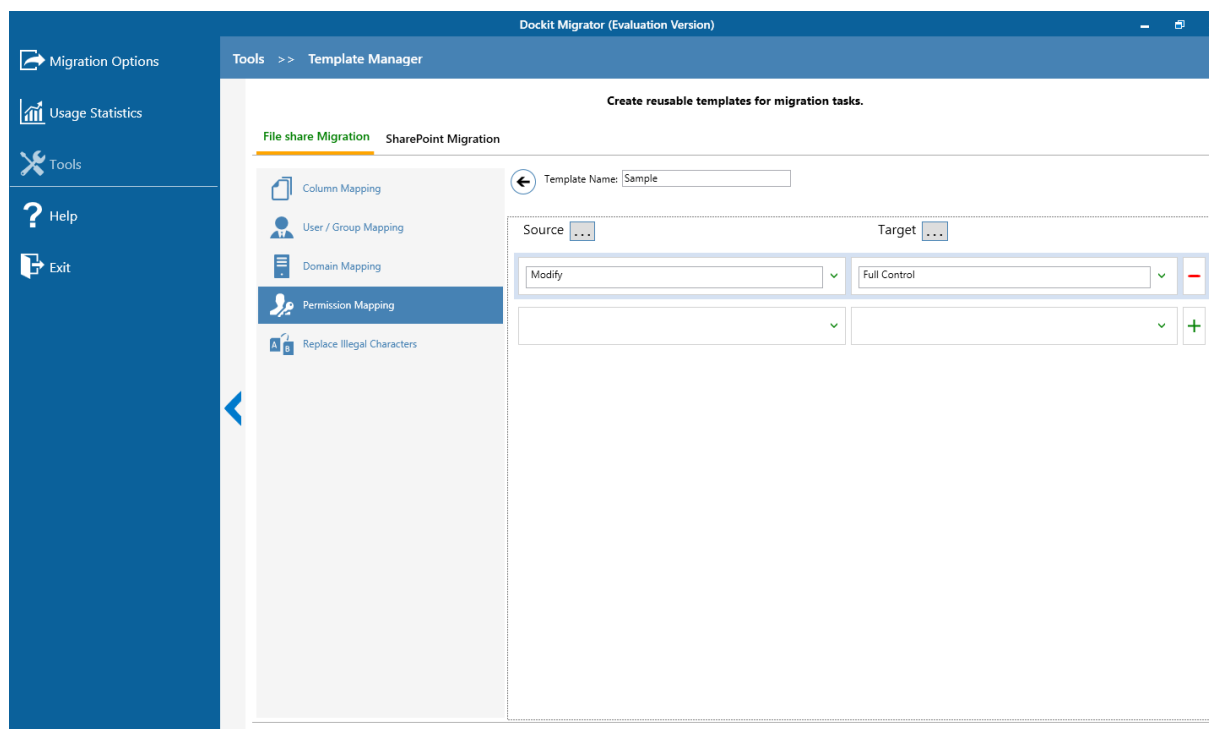 Dockit Migrator (Evaluation Version)
Migration Options
Usage Statistics
Tools
Help
Exit
Tools >> Template Manager
Create reusable templates for migration tasks.
File share Migration SharePoint Migration
Column Mapping
User / Group Mapping
Domain Mapping
Permission Mapping
Replace Illegal Characters
Template Name: Sample
Source ... Target ...
Modify Full Control